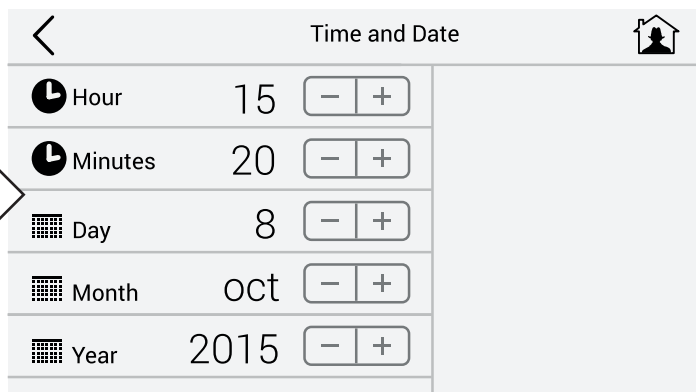 Time and Date
Hour 15 − +
Minutes 20 − +
Day 8 − +
Month oct − +
Year 2015 − +